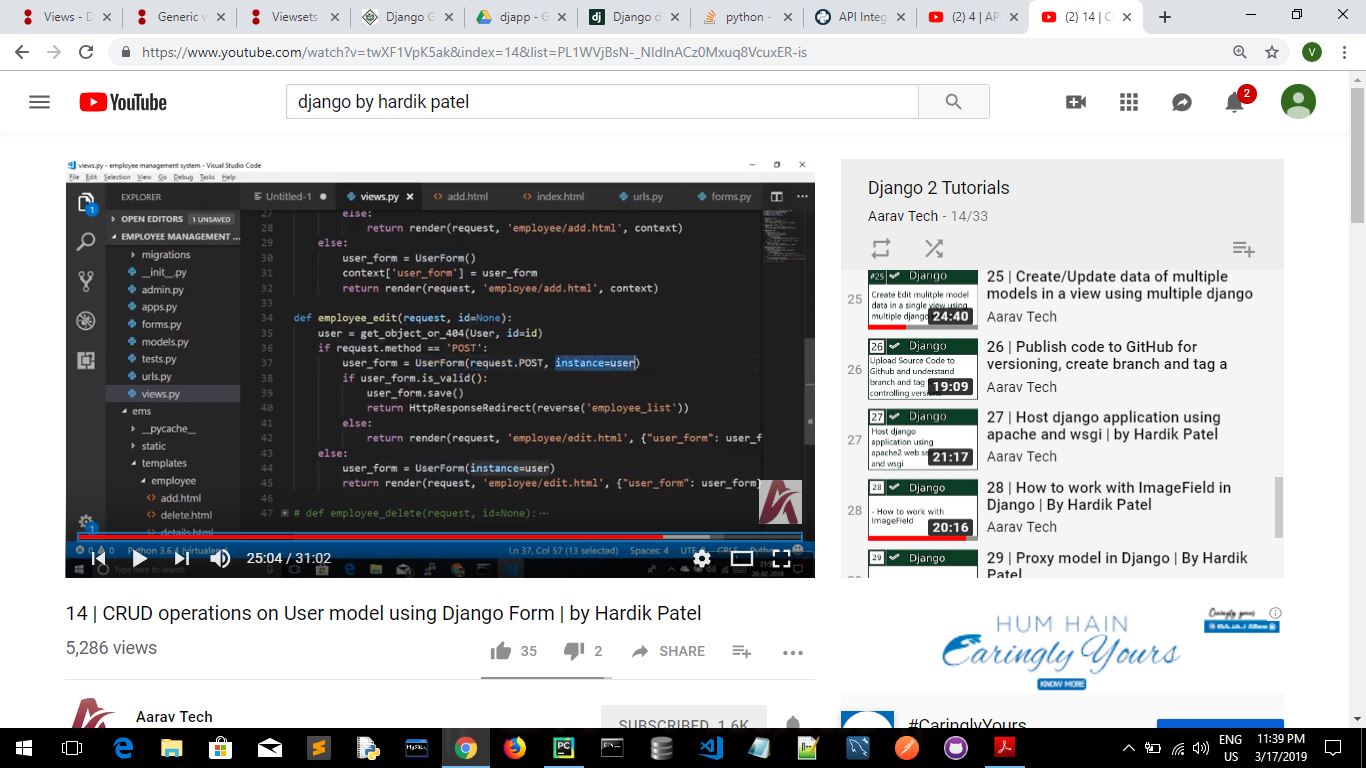 Views - D
Generic v
Viewsets
Django G
djapp - G
Django d
python -
API Integ
(2) 4 | API
(2) 14 | C
https://www.youtube.com/watch?v=twXF1VpK5ak&index=14&list=PL1WVjBsN-_NIdlnACz0Mxuq8VcuxER-is
V
YouTube
django by hardik patel
2
views.py - employee management system - Visual Studio Code
File Edit Selection View Go Debug Tasks Help
EXPLORER
Untitled-1
views.py
add.html
index.html
urls.py
forms.py
OPEN EDITORS 1 UNSAVED
EMPLOYEE MANAGEMENT ...
migrations
__init__.py
admin.py
apps.py
forms.py
models.py
tests.py
urls.py
views.py
ems
__pycache__
static
templates
employee
add.html
delete.html
details.html
27 else:
28 return render(request, 'employee/add.html', context)
29 else:
30 user_form = UserForm()
31 context['user_form'] = user_form
32 return render(request, 'employee/add.html', context)
33
34 def employee_edit(request, id=None):
35 user = get_object_or_404(User, id=id)
36 if request.method == 'POST':
37 user_form = UserForm(request.POST, instance=user)
38 if user_form.is_valid():
39 user_form.save()
40 return HttpResponseRedirect(reverse('employee_list'))
41 else:
42 return render(request, 'employee/edit.html', {"user_form": user_f
43 else:
44 user_form = UserForm(instance=user)
45 return render(request, 'employee/edit.html', {"user_form": user_form}
46
47 # def employee_delete(request, id=None): ...
Python 3.6.4
Ln 37, Col 57 (13 selected) Spaces: 4
Type here to search
20-02-2018
25:04 / 31:02
14 | CRUD operations on User model using Django Form | by Hardik Patel
5,286 views
35
2
SHARE
Aarav Tech
SUBSCRIBED 1.6K
Django 2 Tutorials
Aarav Tech - 14/33
25
#25 Django
Create Edit mulitple model
data in a single view using
multiple django
24:40
25 | Create/Update data of multiple
models in a view using multiple django
Aarav Tech
26
26 Django
Upload Source Code to
Github and understand
branch and tag
controlling versions
19:09
26 | Publish code to GitHub for
versioning, create branch and tag a
Aarav Tech
27
27 Django
Host django
application using
apache2 web se
and wsgi
21:17
27 | Host django application using
apache and wsgi | by Hardik Patel
Aarav Tech
28
28 Django
- How to work with
ImageField
20:16
28 | How to work with ImageField in
Django | By Hardik Patel
Aarav Tech
29 Django
29 | Proxy model in Django | By Hardik
Patel
HUM HAIN
Caringly Yours
KNOW MORE
Caringly yours
#CaringlyYours
ENG
US
11:39 PM
3/17/2019